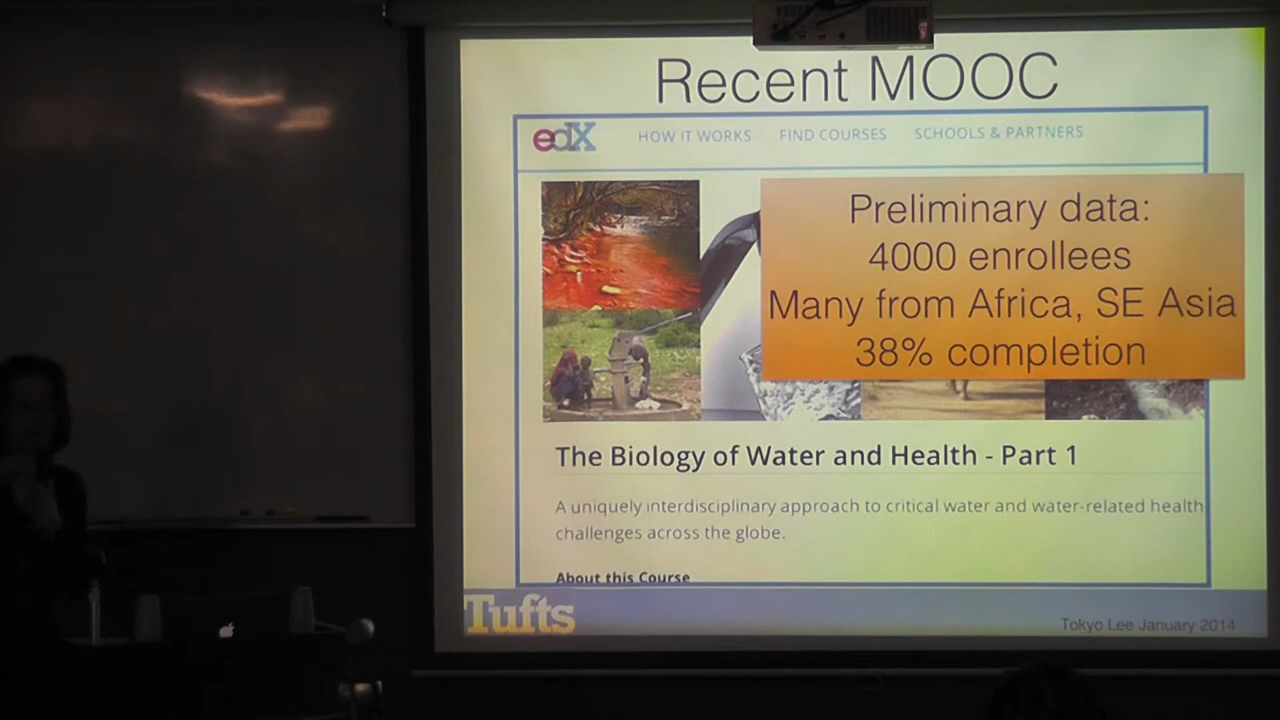 Recent MOOC
edX
HOW IT WORKS FIND COURSES SCHOOLS & PARTNERS
Preliminary data:
4000 enrollees
Many from Africa, SE Asia
38% completion
The Biology of Water and Health - Part 1
A uniquely interdisciplinary approach to critical water and water-related health
challenges across the globe.
About this Course
Tufts
Tokyo Lee January 2014